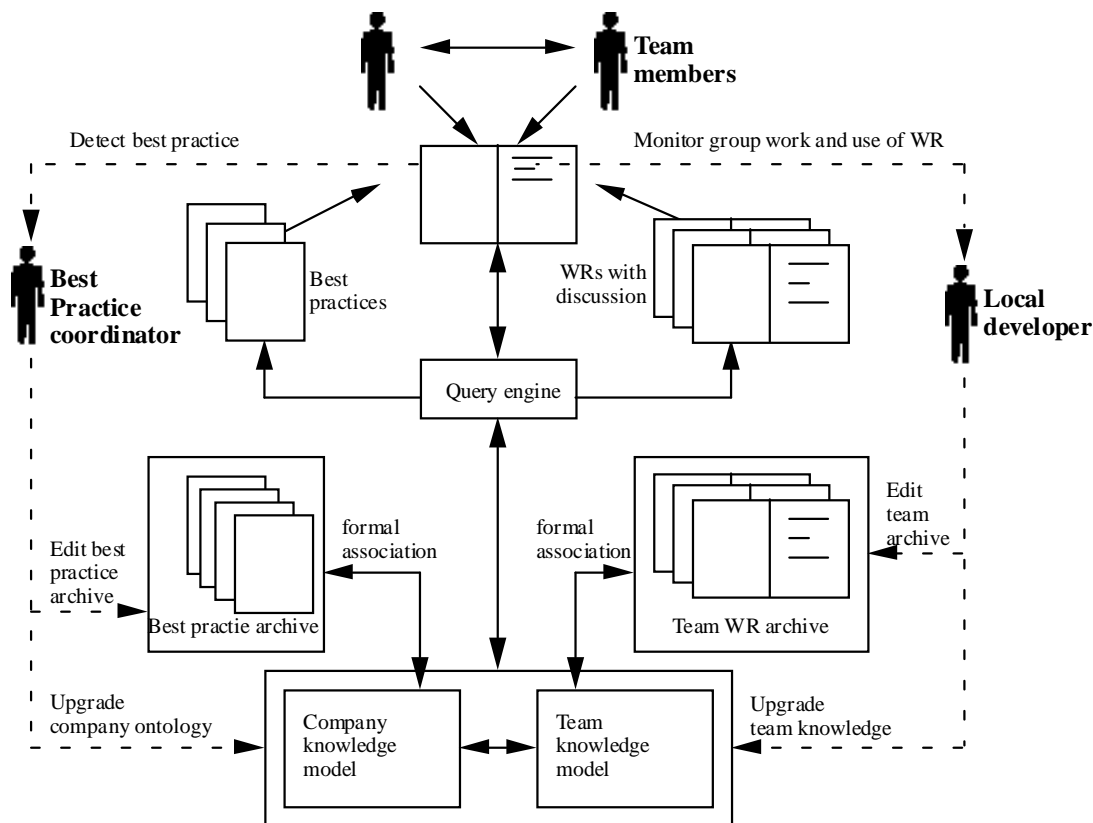 Team
members
Detect best practice
Monitor group work and use of WR
Best
Practice
coordinator
Best
practices
WRs with
discussion
Local
developer
Query engine
Edit best
practice
archive
formal
association
formal
association
Edit
team
archive
Best practie archive
Team WR archive
Upgrade
company ontology
Company
knowledge
model
Team
knowledge
model
Upgrade
team knowledge